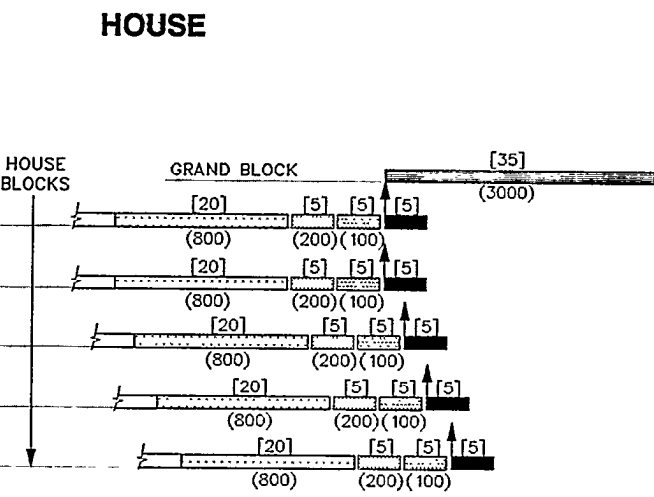 HOUSE
[35]
HOUSE GRAND BLOCK
BLOCKS (3000)
[20] [5] [5] [5]
(800) (200)(100)
[20] [5] [5] [5]
(800) (200)(100)
[20] [5] [5] [5]
(800) (200)(100)
[20] [5] [5] [5]
(800) (200)(100)
[20] [5] [5] [5]
(800) (200)(100)